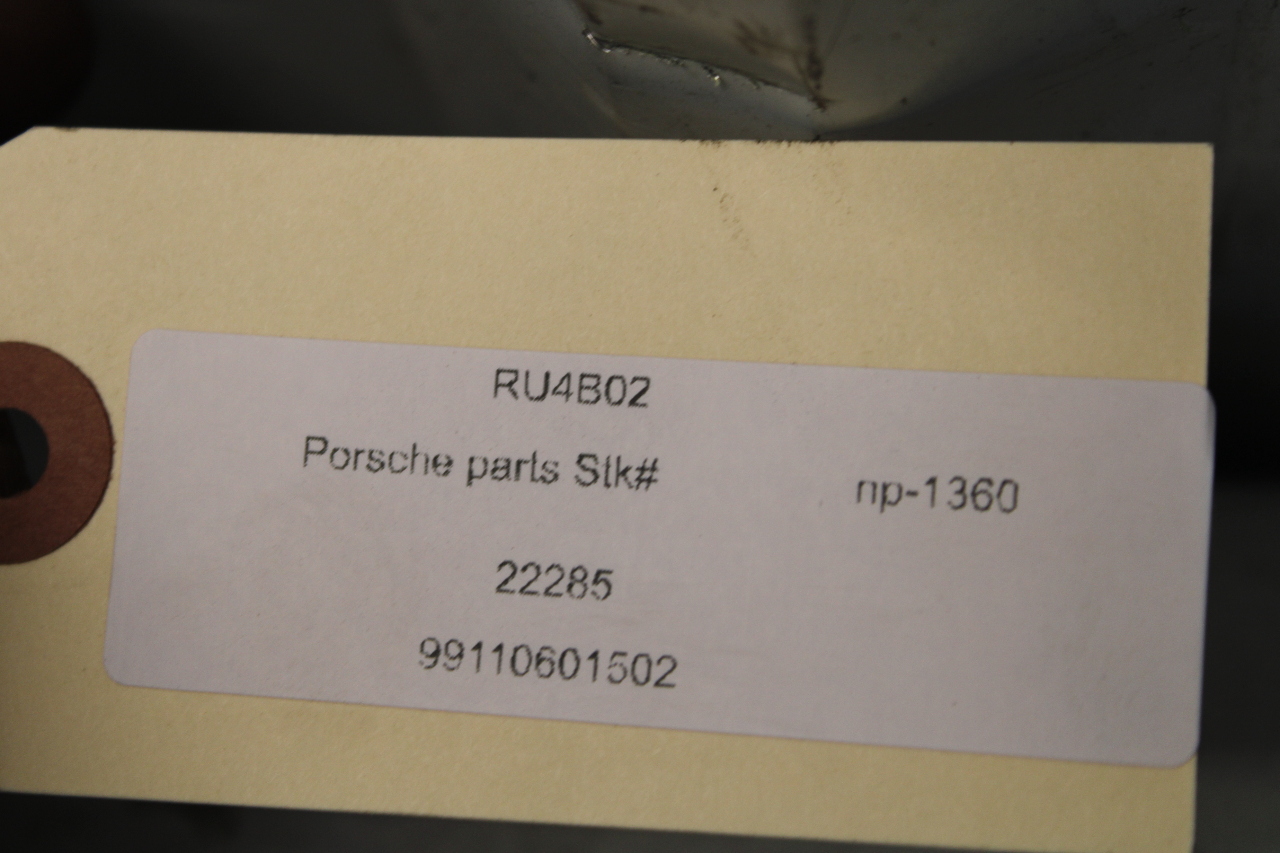 RU4B02
Porsche parts Stk# np-1360
22285
99110601502